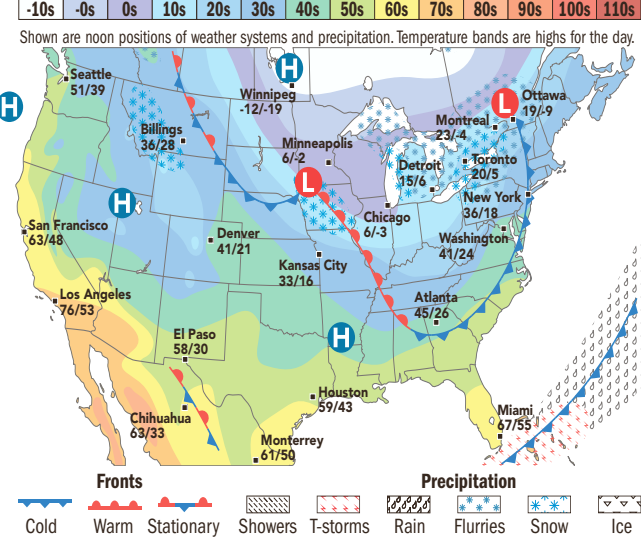 -10s -0s 0s 10s 20s 30s 40s 50s 60s 70s 80s 90s 100s 110s
Shown are noon positions of weather systems and precipitation. Temperature bands are highs for the day.
Seattle
51/39
H
Winnipeg
-12/-19
H
L
Ottawa
19/-9
Montreal
23/-4
Billings
36/28
Minneapolis
6/-2
Detroit
15/6
Toronto
20/5
L
H
New York
36/18
Chicago
6/-3
San Francisco
63/48
Denver
41/21
Washington
41/24
Kansas City
33/16
Los Angeles
76/53
Atlanta
45/26
El Paso
58/30
H
Houston
59/43
Chihuahua
63/33
Miami
67/55
Monterrey
61/50
Fronts
Precipitation
Cold Warm Stationary Showers T-storms Rain Flurries Snow Ice